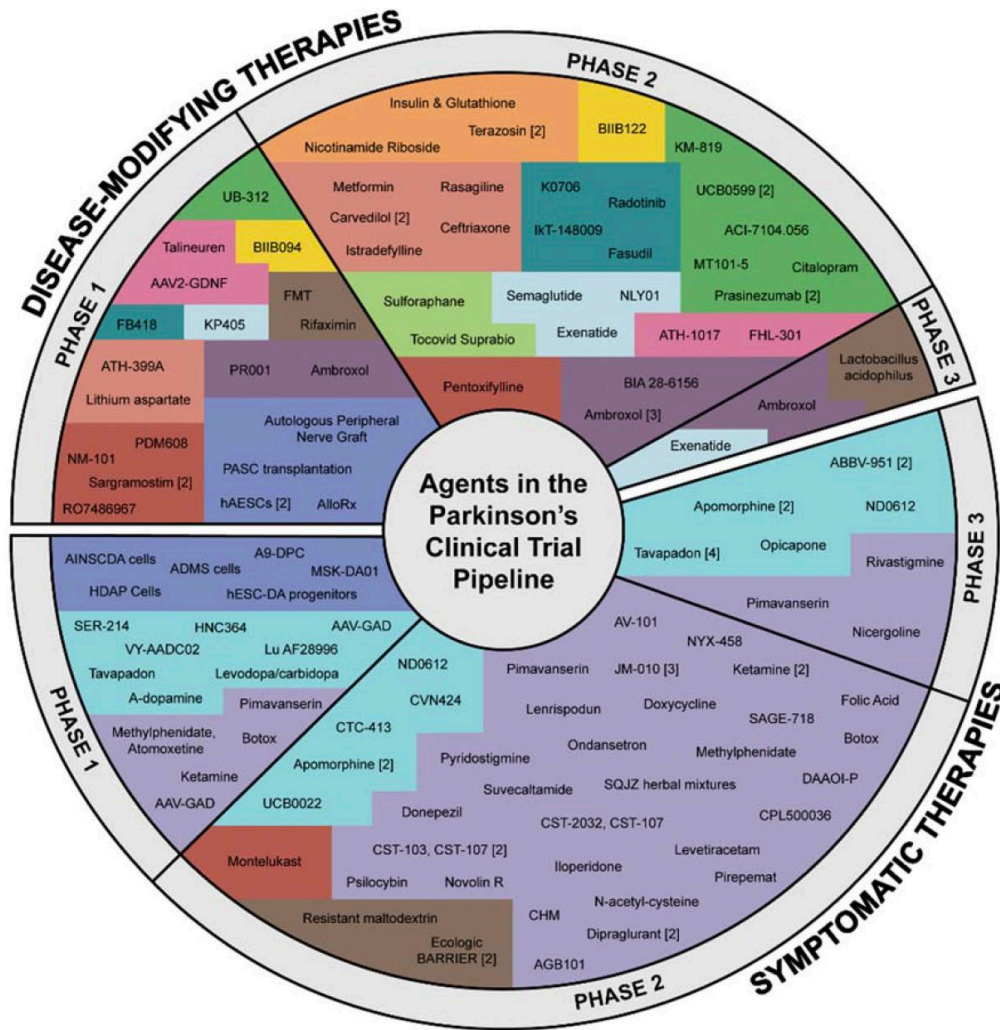 DISEASE-MODIFYING THERAPIES
PHASE 1
UB-312
Talineuren
BIIB094
AAV2-GDNF
FMT
Rifaximin
FB418
KP405
ATH-399A
Lithium aspartate
PR001
Ambroxol
Autologous Peripheral
Nerve Graft
PASC transplantation
hAESCs [2]
AlloRx
PDM608
NM-101
Sargramostim [2]
RO7486967
PHASE 2
Insulin & Glutathione
Terazosin [2]
Nicotinamide Riboside
BIIB122
KM-819
UCB0599 [2]
ACI-7104.056
MT101-5
Citalopram
Prasinezumab [2]
Metformin
Rasagiline
Carvedilol [2]
Ceftriaxone
Istradefylline
K0706
Radotinib
IkT-148009
Fasudil
Sulforaphane
Tocovid Suprabio
Semaglutide
NLY01
Exenatide
ATH-1017
FHL-301
Pentoxifylline
BIA 28-6156
Ambroxol [3]
PHASE 3
Lactobacillus
acidophilus
Ambroxol
Exenatide
Agents in the
Parkinson's
Clinical Trial
Pipeline
SYMPTOMATIC THERAPIES
PHASE 3
ABBV-951 [2]
Apomorphine [2]
ND0612
Tavapadon [4]
Opicapone
Rivastigmine
Pimavanserin
Nicergoline
PHASE 1
AINSCDA cells
A9-DPC
ADMS cells
MSK-DA01
HDAP Cells
hESC-DA progenitors
SER-214
HNC364
AAV-GAD
VY-AADC02
Lu AF28996
Tavapadon
Levodopa/carbidopa
A-dopamine
Pimavanserin
Methylphenidate,
Atomoxetine
Botox
Ketamine
AAV-GAD
PHASE 2
ND0612
CVN424
CTC-413
Apomorphine [2]
UCB0022
Montelukast
Resistant maltodextrin
Ecologic
BARRIER [2]
AV-101
NYX-458
Pimavanserin
JM-010 [3]
Ketamine [2]
Folic Acid
Lenrispodun
Doxycycline
SAGE-718
Botox
Ondansetron
Methylphenidate
Pyridostigmine
Suvecaltamide
SQJZ herbal mixtures
DAAOI-P
Donepezil
CST-2032, CST-107
CPL500036
CST-103, CST-107 [2]
Iloperidone
Levetiracetam
Pirepemat
Psilocybin
Novolin R
N-acetyl-cysteine
CHM
Dipraglurant [2]
AGB101